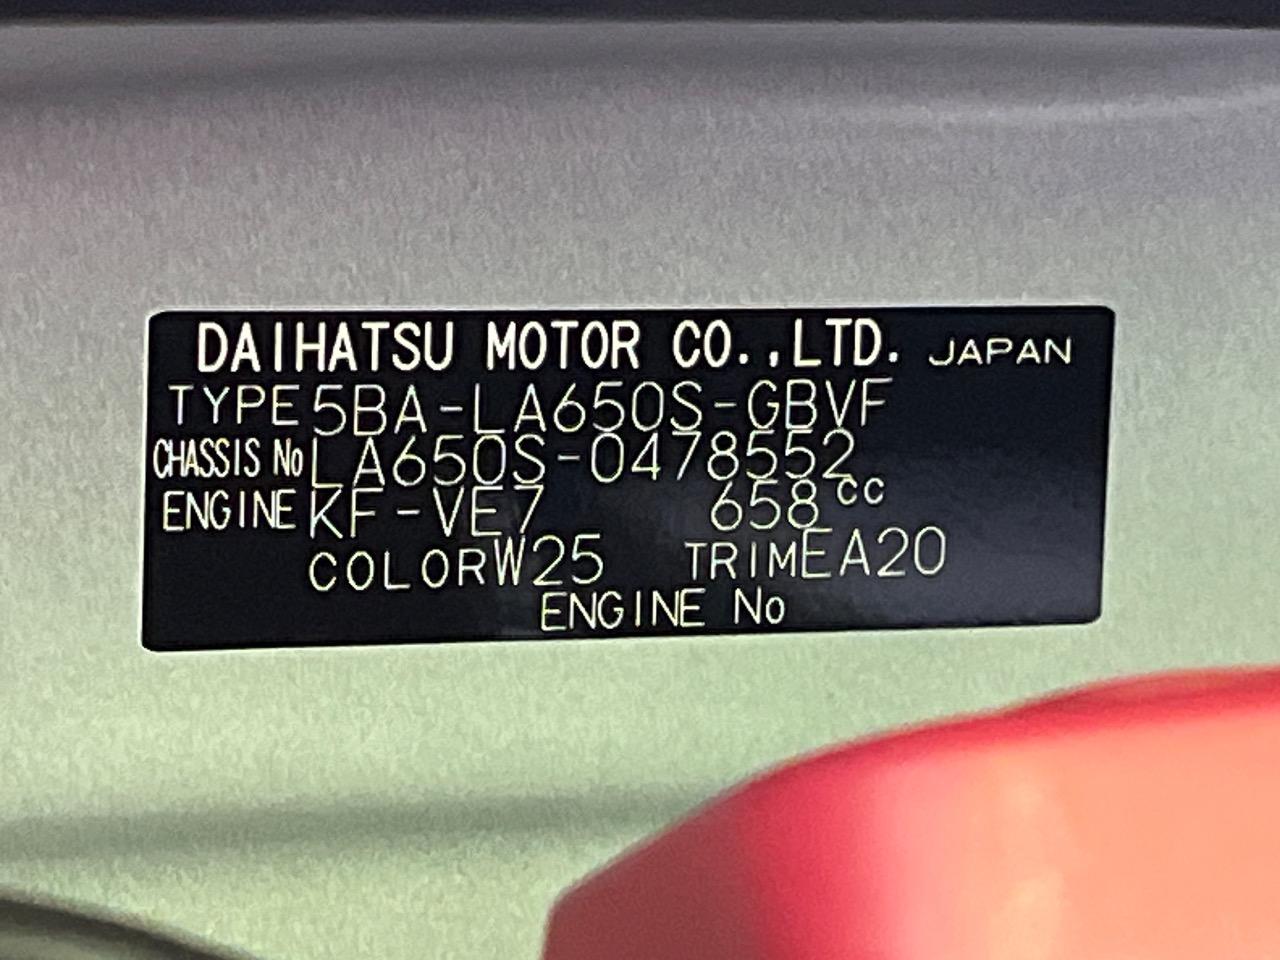 DAIHATSU MOTOR CO.,LTD. JAPAN
TYPE 5BA-LA650S-GBVF
CHASSIS No LA650S-0478552
ENGINE KF-VE7 658cc
COLOR W25 TRIM EA20
ENGINE No